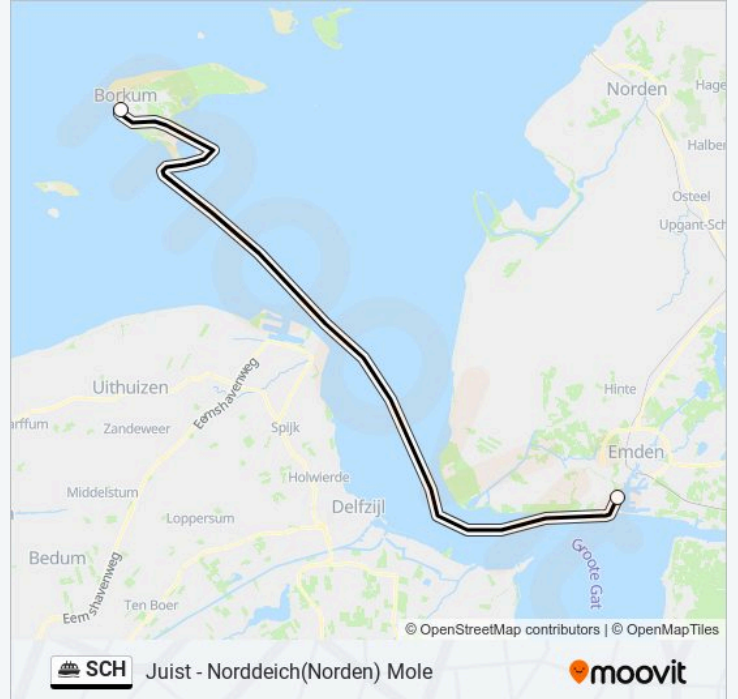 Borkum
Norden
Hage
Halber
Osteel
Upgant-Sch
Uithuizen
Eemshavenweg
Hinte
arffum
Zandeweer
Spijk
Emden
Holwierde
Middelstum
Delfzijl
Loppersum
Groote Gat
Bedum
Eemshavenweg
Ten Boer
© OpenStreetMap contributors | © OpenMapTiles
SCH Juist - Norddeich(Norden) Mole
moovit